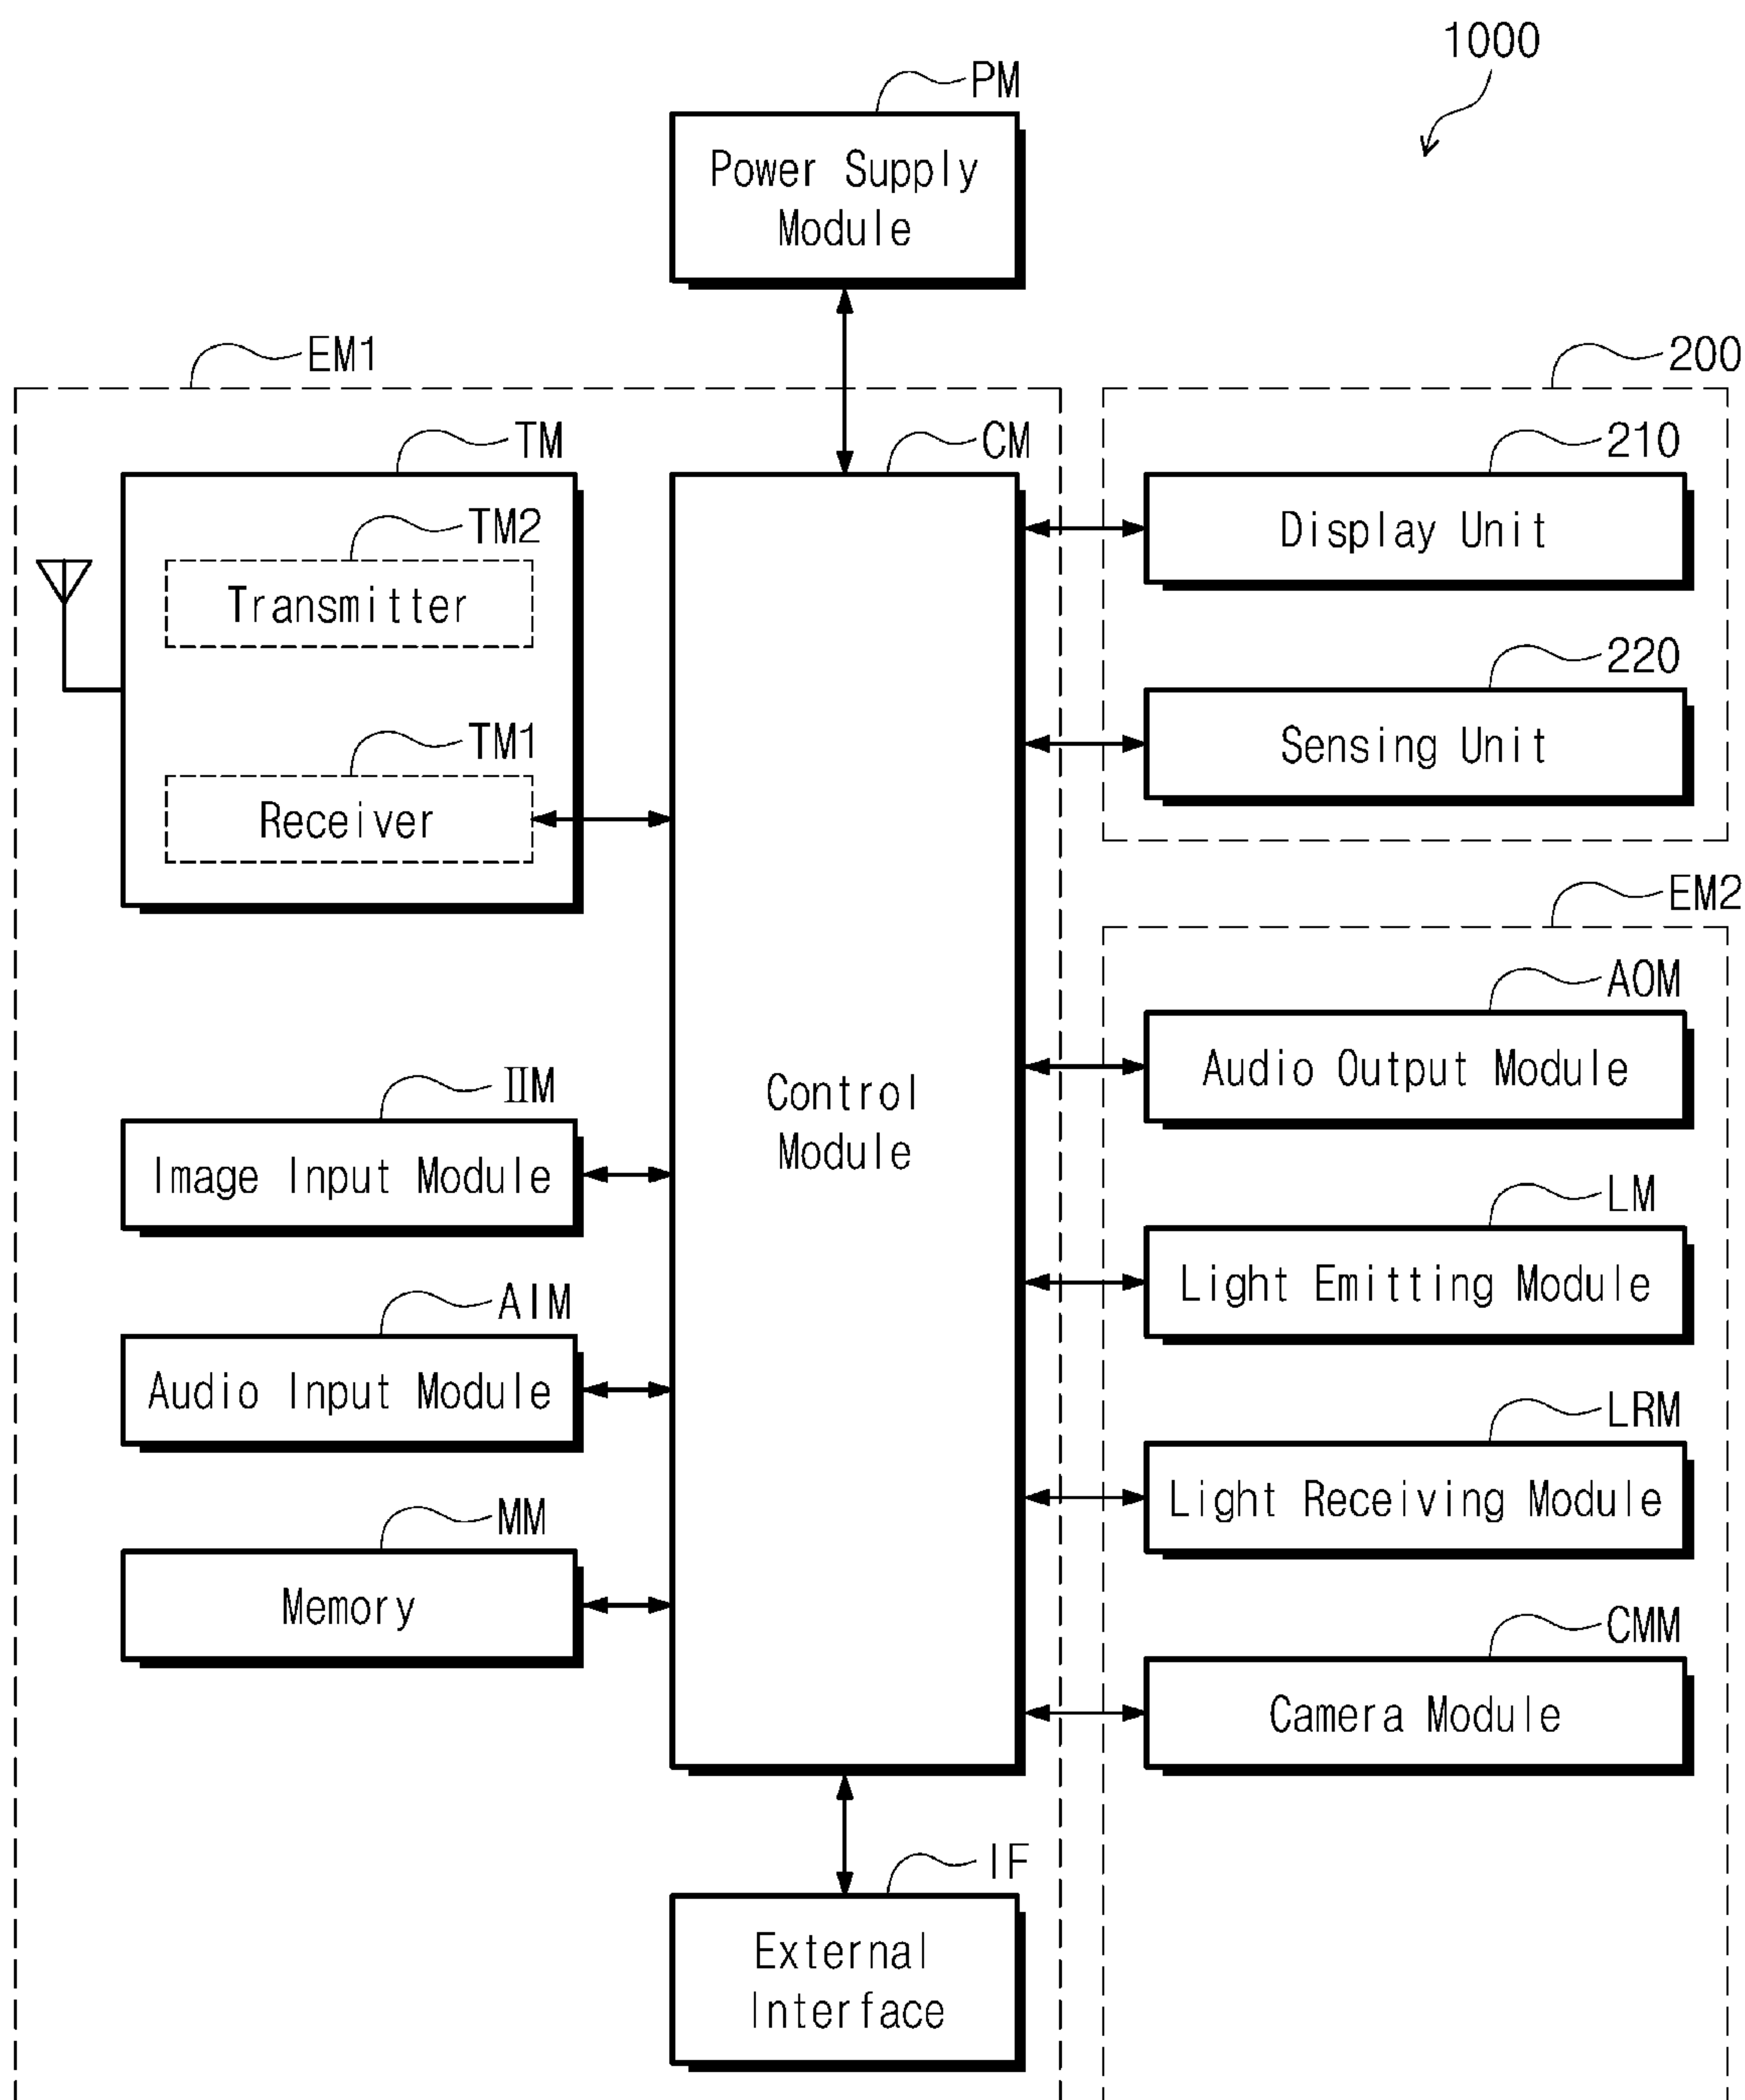 1000
PM
Power Supply
Module
EM1
200
TM
CM
210
TM2
Display Unit
Transmitter
220
TM1
Sensing Unit
Receiver
EM2
AOM
Audio Output Module
IIM
Control
Module
Image Input Module
LM
Light Emitting Module
AIM
Audio Input Module
LRM
Light Receiving Module
MM
Memory
CMM
Camera Module
IF
External
Interface